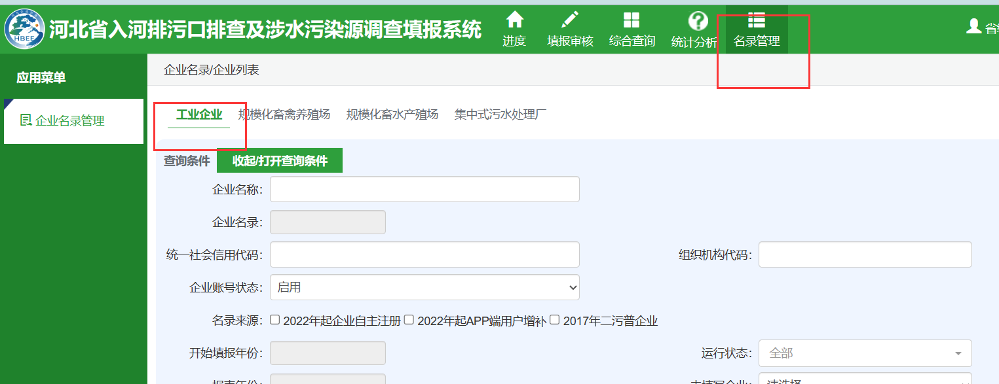 HBEE
河北省入河排污口排查及涉水污染源调查填报系统
进度
填报审核
综合查询
统计分析
名录管理
应用菜单
企业名录/企业列表
企业名录管理
工业企业
规模化畜禽养殖场
规模化畜水产殖场
集中式污水处理厂
查询条件
收起/打开查询条件
企业名称：
企业名录：
统一社会信用代码：
组织机构代码：
企业账号状态：
启用
名录来源：
2022年起企业自主注册
2022年起APP端用户增补
2017年二污普企业
开始填报年份：
运行状态：
全部